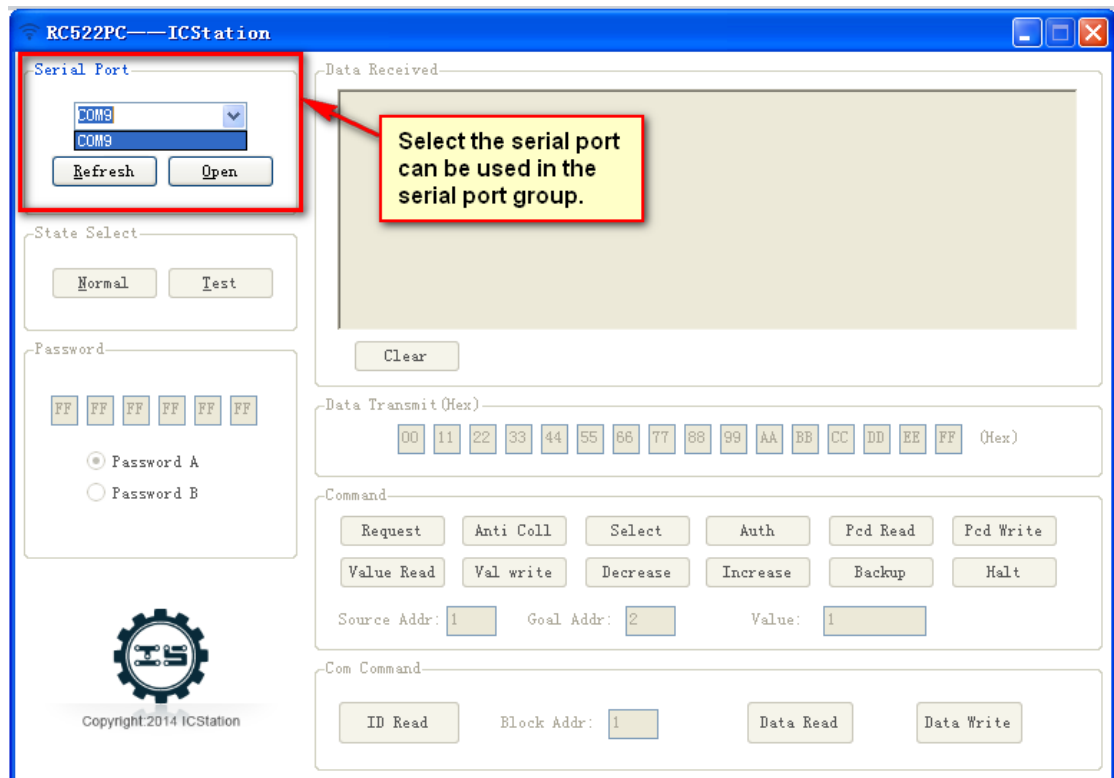 RC522PC——ICStation
Serial Port
COM9
COM9
Refresh Open
Select the serial port
can be used in the
serial port group.
State Select
Normal Test
Password
FF FF FF FF FF FF
Password A
Password B
IS
Copyright:2014 ICStation
Data Received
Clear
Data Transmit(Hex)
00 11 22 33 44 55 66 77 88 99 AA BB CC DD EE FF (Hex)
Command
Request Anti Coll Select Auth Pcd Read Pcd Write
Value Read Val write Decrease Increase Backup Halt
Source Addr: 1 Goal Addr: 2 Value: 1
Com Command
ID Read Block Addr: 1 Data Read Data Write